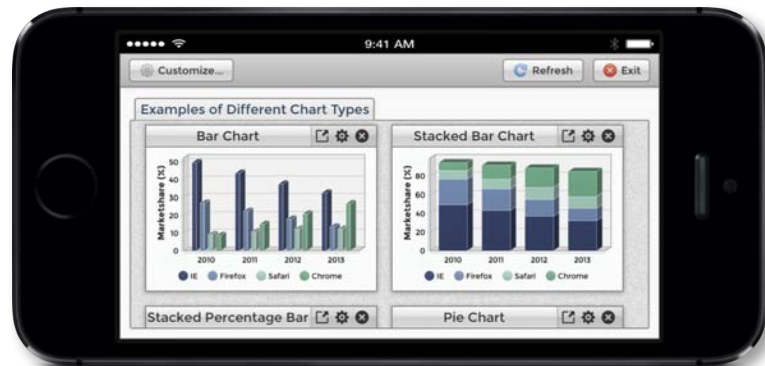 9:41 AM
Customize...
Refresh
Exit
Examples of Different Chart Types
Bar Chart
Marketshare (%)
50
40
30
20
10
0
2010 2011 2012 2013
IE Firefox Safari Chrome
Stacked Bar Chart
Marketshare (%)
80
60
40
20
0
2010 2011 2012 2013
IE Firefox Safari Chrome
Stacked Percentage Bar
Pie Chart